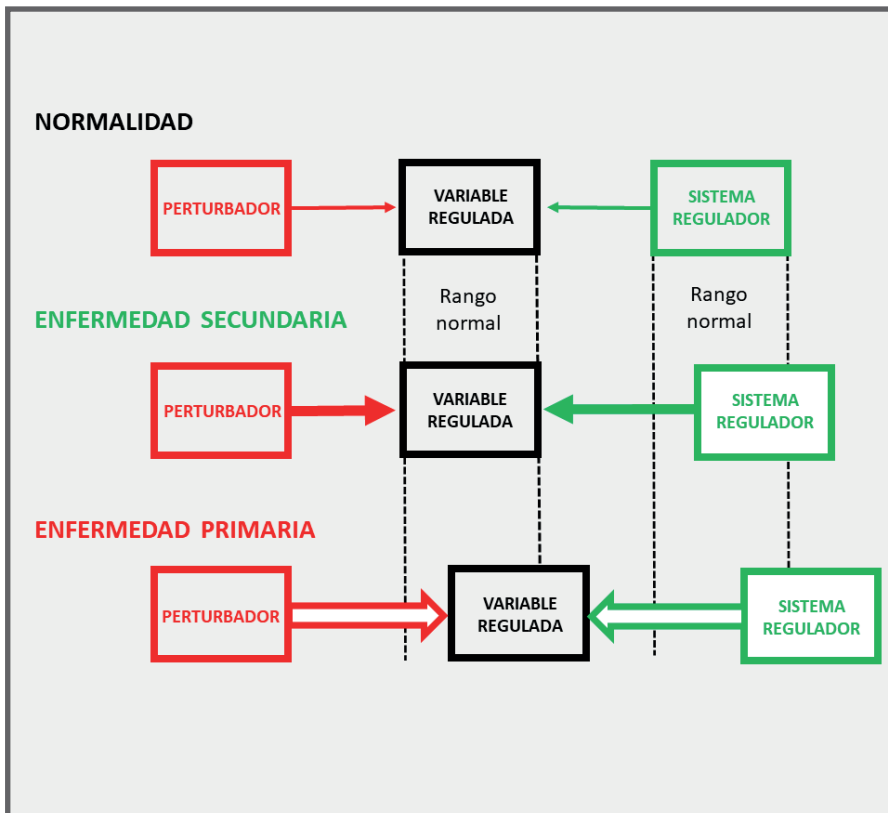 NORMALIDAD
PERTURBADOR
VARIABLE
REGULADA
SISTEMA
REGULADOR
Rango
normal
Rango
normal
ENFERMEDAD SECUNDARIA
PERTURBADOR
VARIABLE
REGULADA
SISTEMA
REGULADOR
ENFERMEDAD PRIMARIA
PERTURBADOR
VARIABLE
REGULADA
SISTEMA
REGULADOR